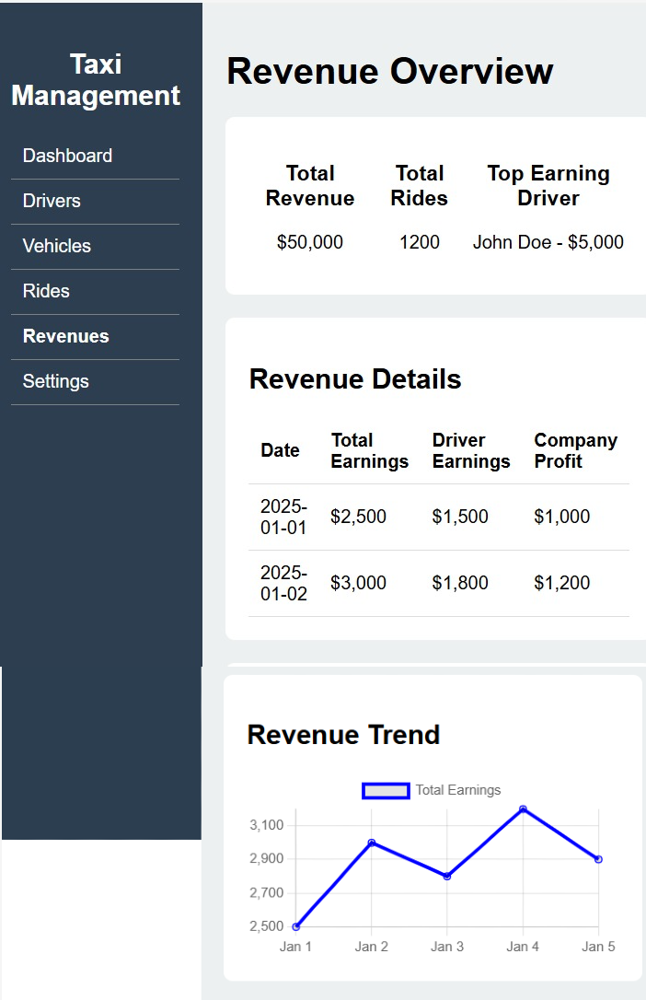 Taxi
Management
Dashboard
Drivers
Vehicles
Rides
Revenues
Settings
Revenue Overview
Total Revenue
Total Rides
Top Earning Driver
$50,000
1200
John Doe - $5,000
Revenue Details
Date Total Earnings Driver Earnings Company Profit
2025-01-01 $2,500 $1,500 $1,000
2025-01-02 $3,000 $1,800 $1,200
Revenue Trend
Total Earnings
3,100
2,900
2,700
2,500
Jan 1 Jan 2 Jan 3 Jan 4 Jan 5